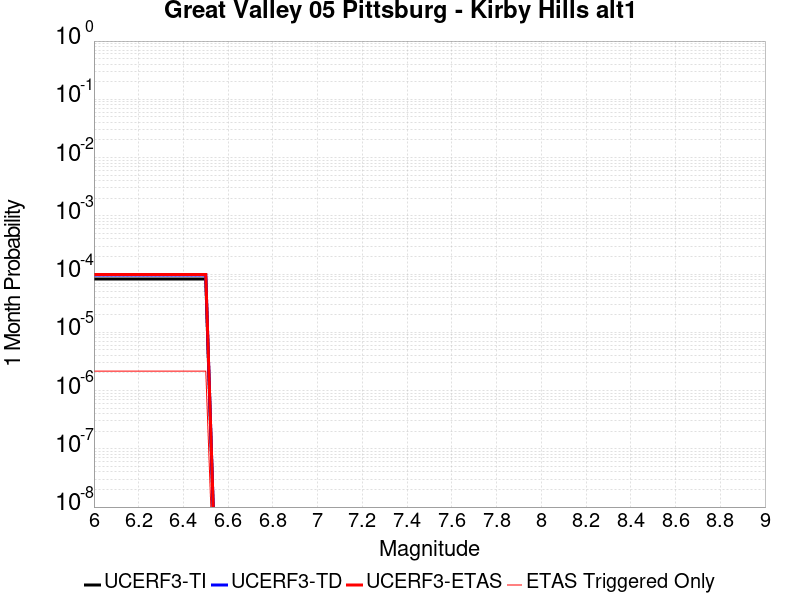 Great Valley 05 Pittsburg - Kirby Hills alt1
1 Month Probability
10^0
10^-1
10^-2
10^-3
10^-4
10^-5
10^-6
10^-7
10^-8
6 6.2 6.4 6.6 6.8 7 7.2 7.4 7.6 7.8 8 8.2 8.4 8.6 8.8 9
Magnitude
UCERF3-TI UCERF3-TD UCERF3-ETAS ETAS Triggered Only